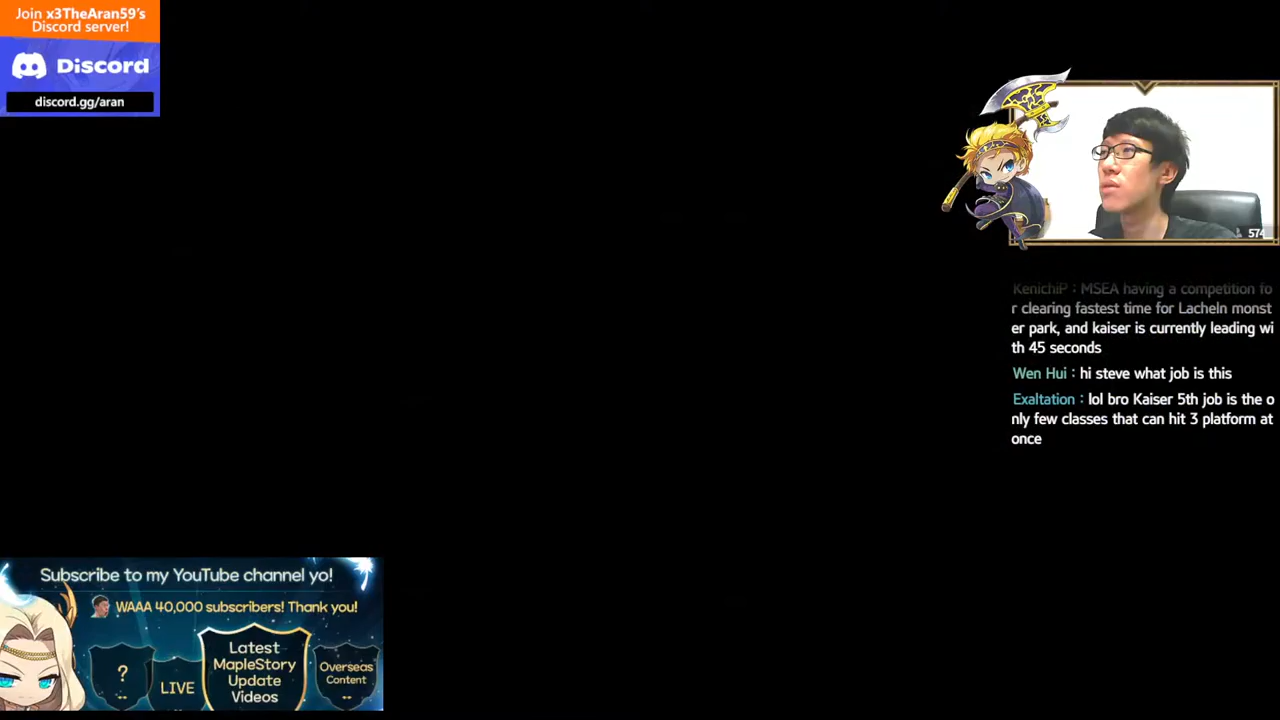 Join x3TheAran59's
Discord server!
Discord
discord.gg/aran
574
KenichiP : MSEA having a competition fo
r clearing fastest time for Lacheln monst
er park, and kaiser is currently leading wi
th 45 seconds
Wen Hui : hi steve what job is this
Exaltation : lol bro Kaiser 5th job is the o
nly few classes that can hit 3 platform at
once
Subscribe to my YouTube channel yo!
WAAA 40,000 subscribers! Thank you!
?
LIVE
Latest
MapleStory
Update
Videos
Overseas
Content